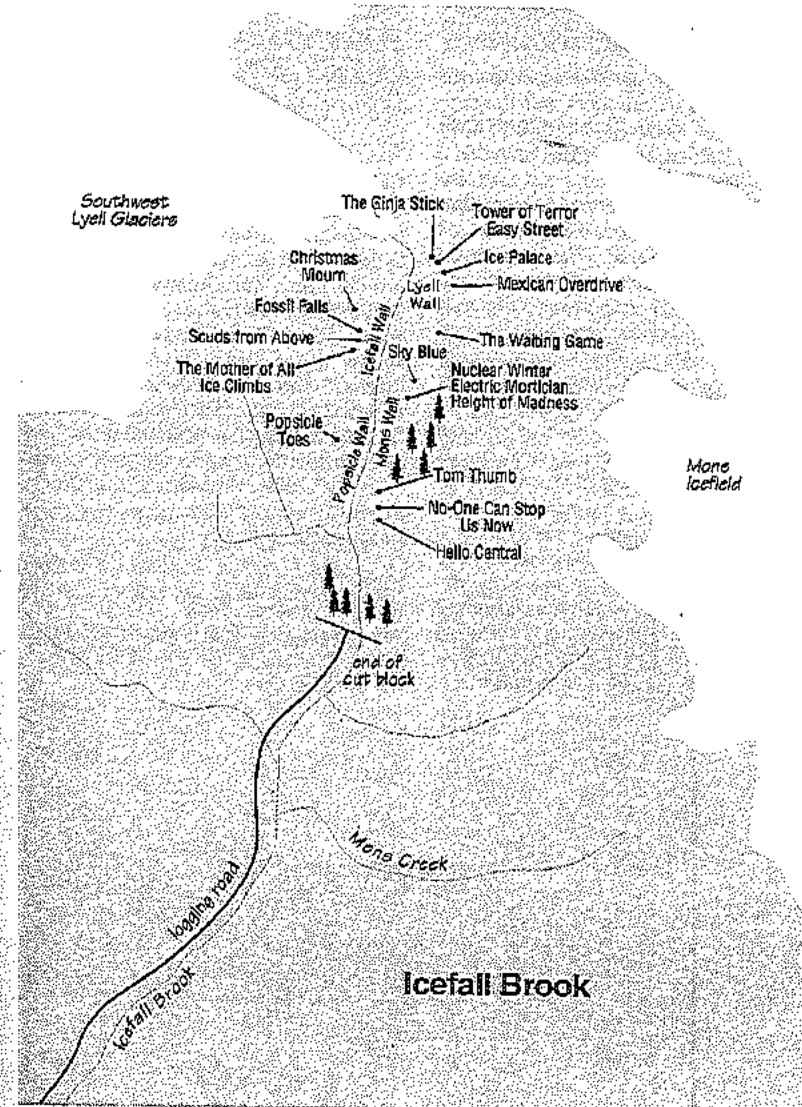 Southwest
Lyell Glaciers
The Ginja Stick
Tower of Terror
Easy Street
Ice Palace
Mexican Overdrive
Lyell
Wall
Christmas
Mourn
Fossil Falls
Scuds from Above
The Mother of All
Ice Climbs
Icefall Wall
Sky Blue
The Waiting Game
Nuclear Winter
Electric Mortician
Height of Madness
Popsicle
Toes
Popsicle Wall
Mons Wall
Mons
Icefield
Tom Thumb
No-One Can Stop
Us Now
Hello Central
end of
cut block
Mons Creek
logging road
Icefall Brook
Icefall Brook